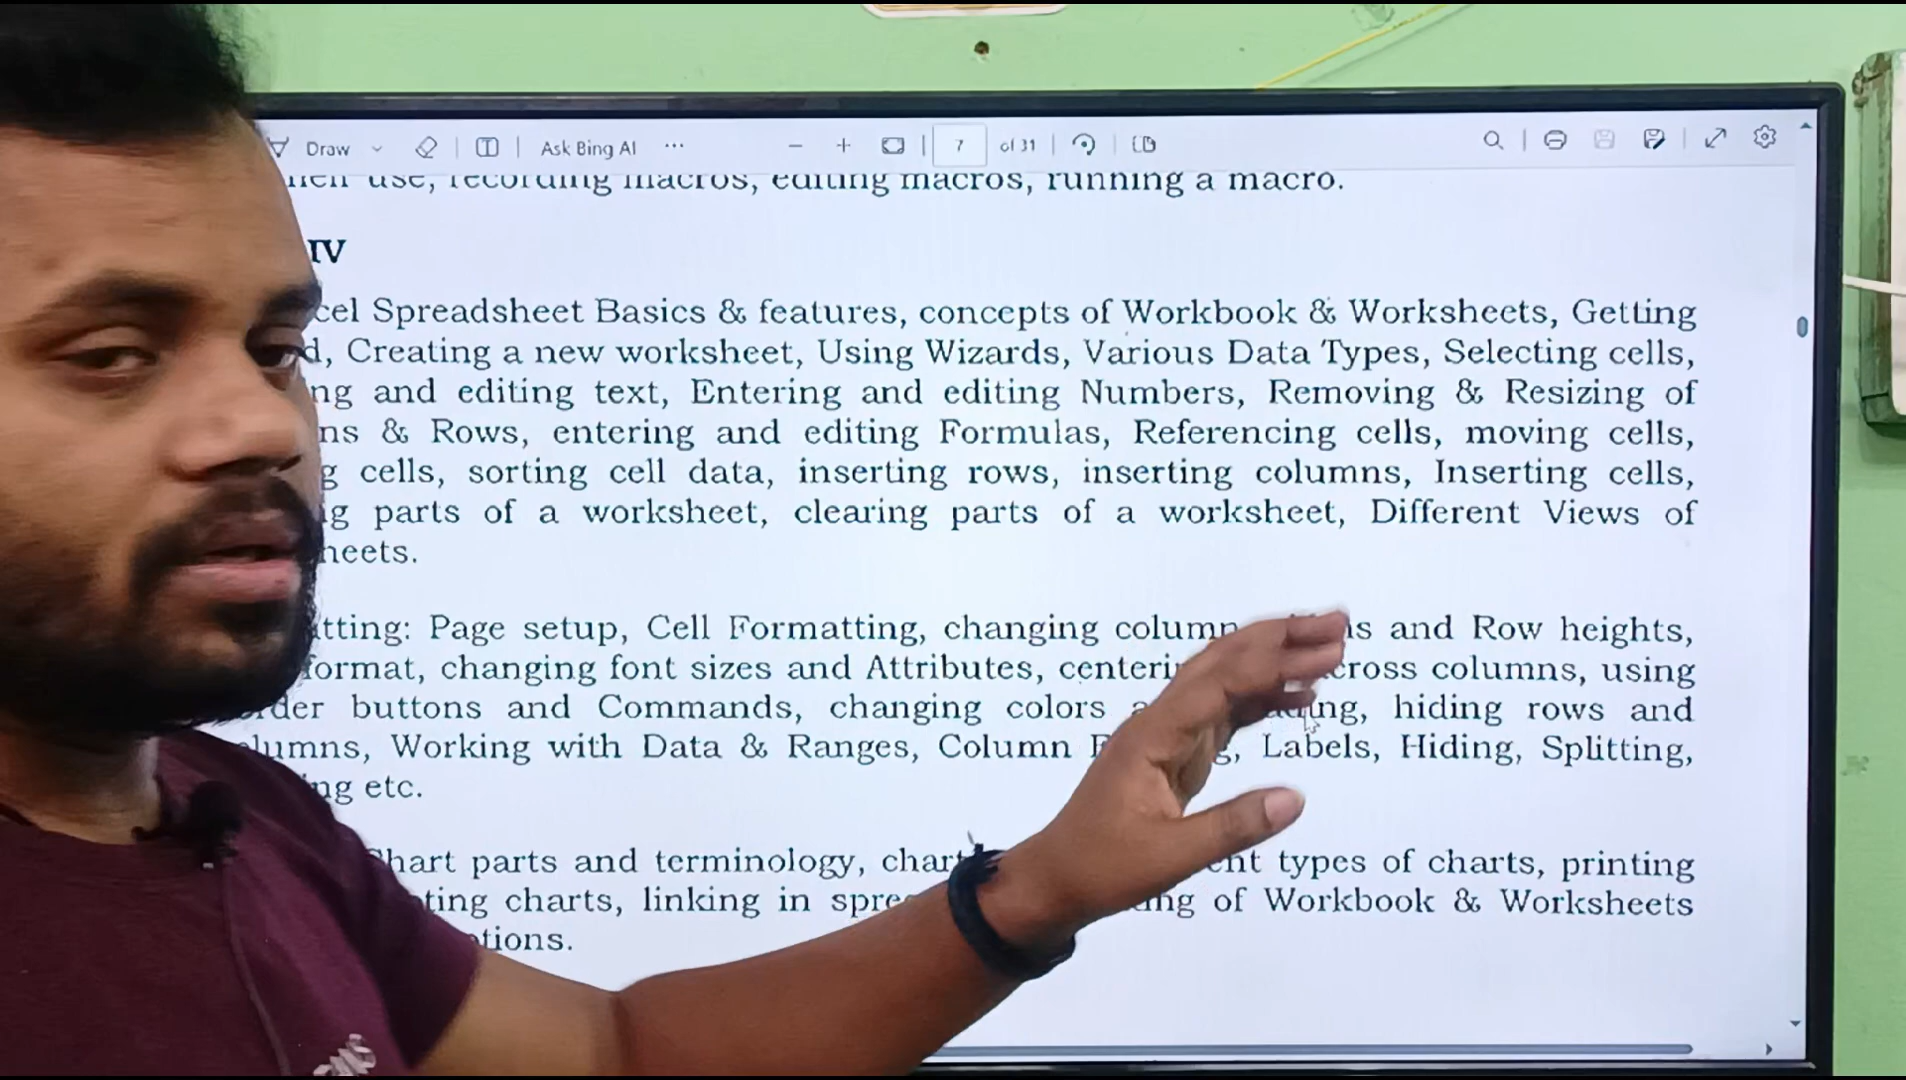 Draw Ask Bing AI ... 7 of 31
use, recording macros, editing macros, running a macro.
IV
cel Spreadsheet Basics & features, concepts of Workbook & Worksheets, Getting
d, Creating a new worksheet, Using Wizards, Various Data Types, Selecting cells,
ng and editing text, Entering and editing Numbers, Removing & Resizing of
ns & Rows, entering and editing Formulas, Referencing cells, moving cells,
g cells, sorting cell data, inserting rows, inserting columns, Inserting cells,
g parts of a worksheet, clearing parts of a worksheet, Different Views of
heets.
tting: Page setup, Cell Formatting, changing column and Row heights,
format, changing font sizes and Attributes, cross columns, using
der buttons and Commands, changing colors hiding rows and
lumns, Working with Data & Ranges, Column Labels, Hiding, Splitting,
ng etc.
hart parts and terminology, types of charts, printing
ting charts, linking in of Workbook & Worksheets
tions.